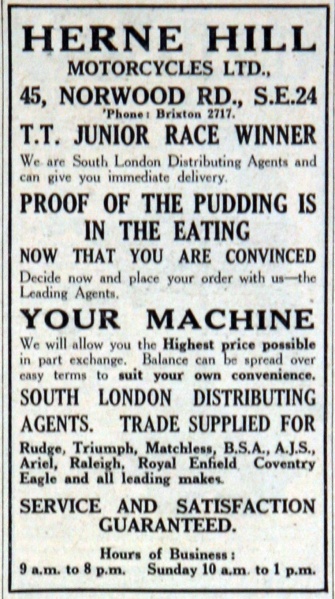 HERNE HILL
MOTORCYCLES LTD.,
45, NORWOOD RD., S.E.24
'Phone: Brixton 2717.
T.T. JUNIOR RACE WINNER
We are South London Distributing Agents and
can give you immediate delivery.
PROOF OF THE PUDDING IS
IN THE EATING
NOW THAT YOU ARE CONVINCED
Decide now and place your order with us—the
Leading Agents.
YOUR MACHINE
We will allow you the Highest price possible
in part exchange. Balance can be spread over
easy terms to suit your own convenience.
SOUTH LONDON DISTRIBUTING
AGENTS. TRADE SUPPLIED FOR
Rudge, Triumph, Matchless, B.S.A., A.J.S.,
Ariel, Raleigh, Royal Enfield Coventry
Eagle and all leading makes.
SERVICE AND SATISFACTION
GUARANTEED.
Hours of Business:
9 a.m. to 8 p.m. Sunday 10 a.m. to 1 p.m.